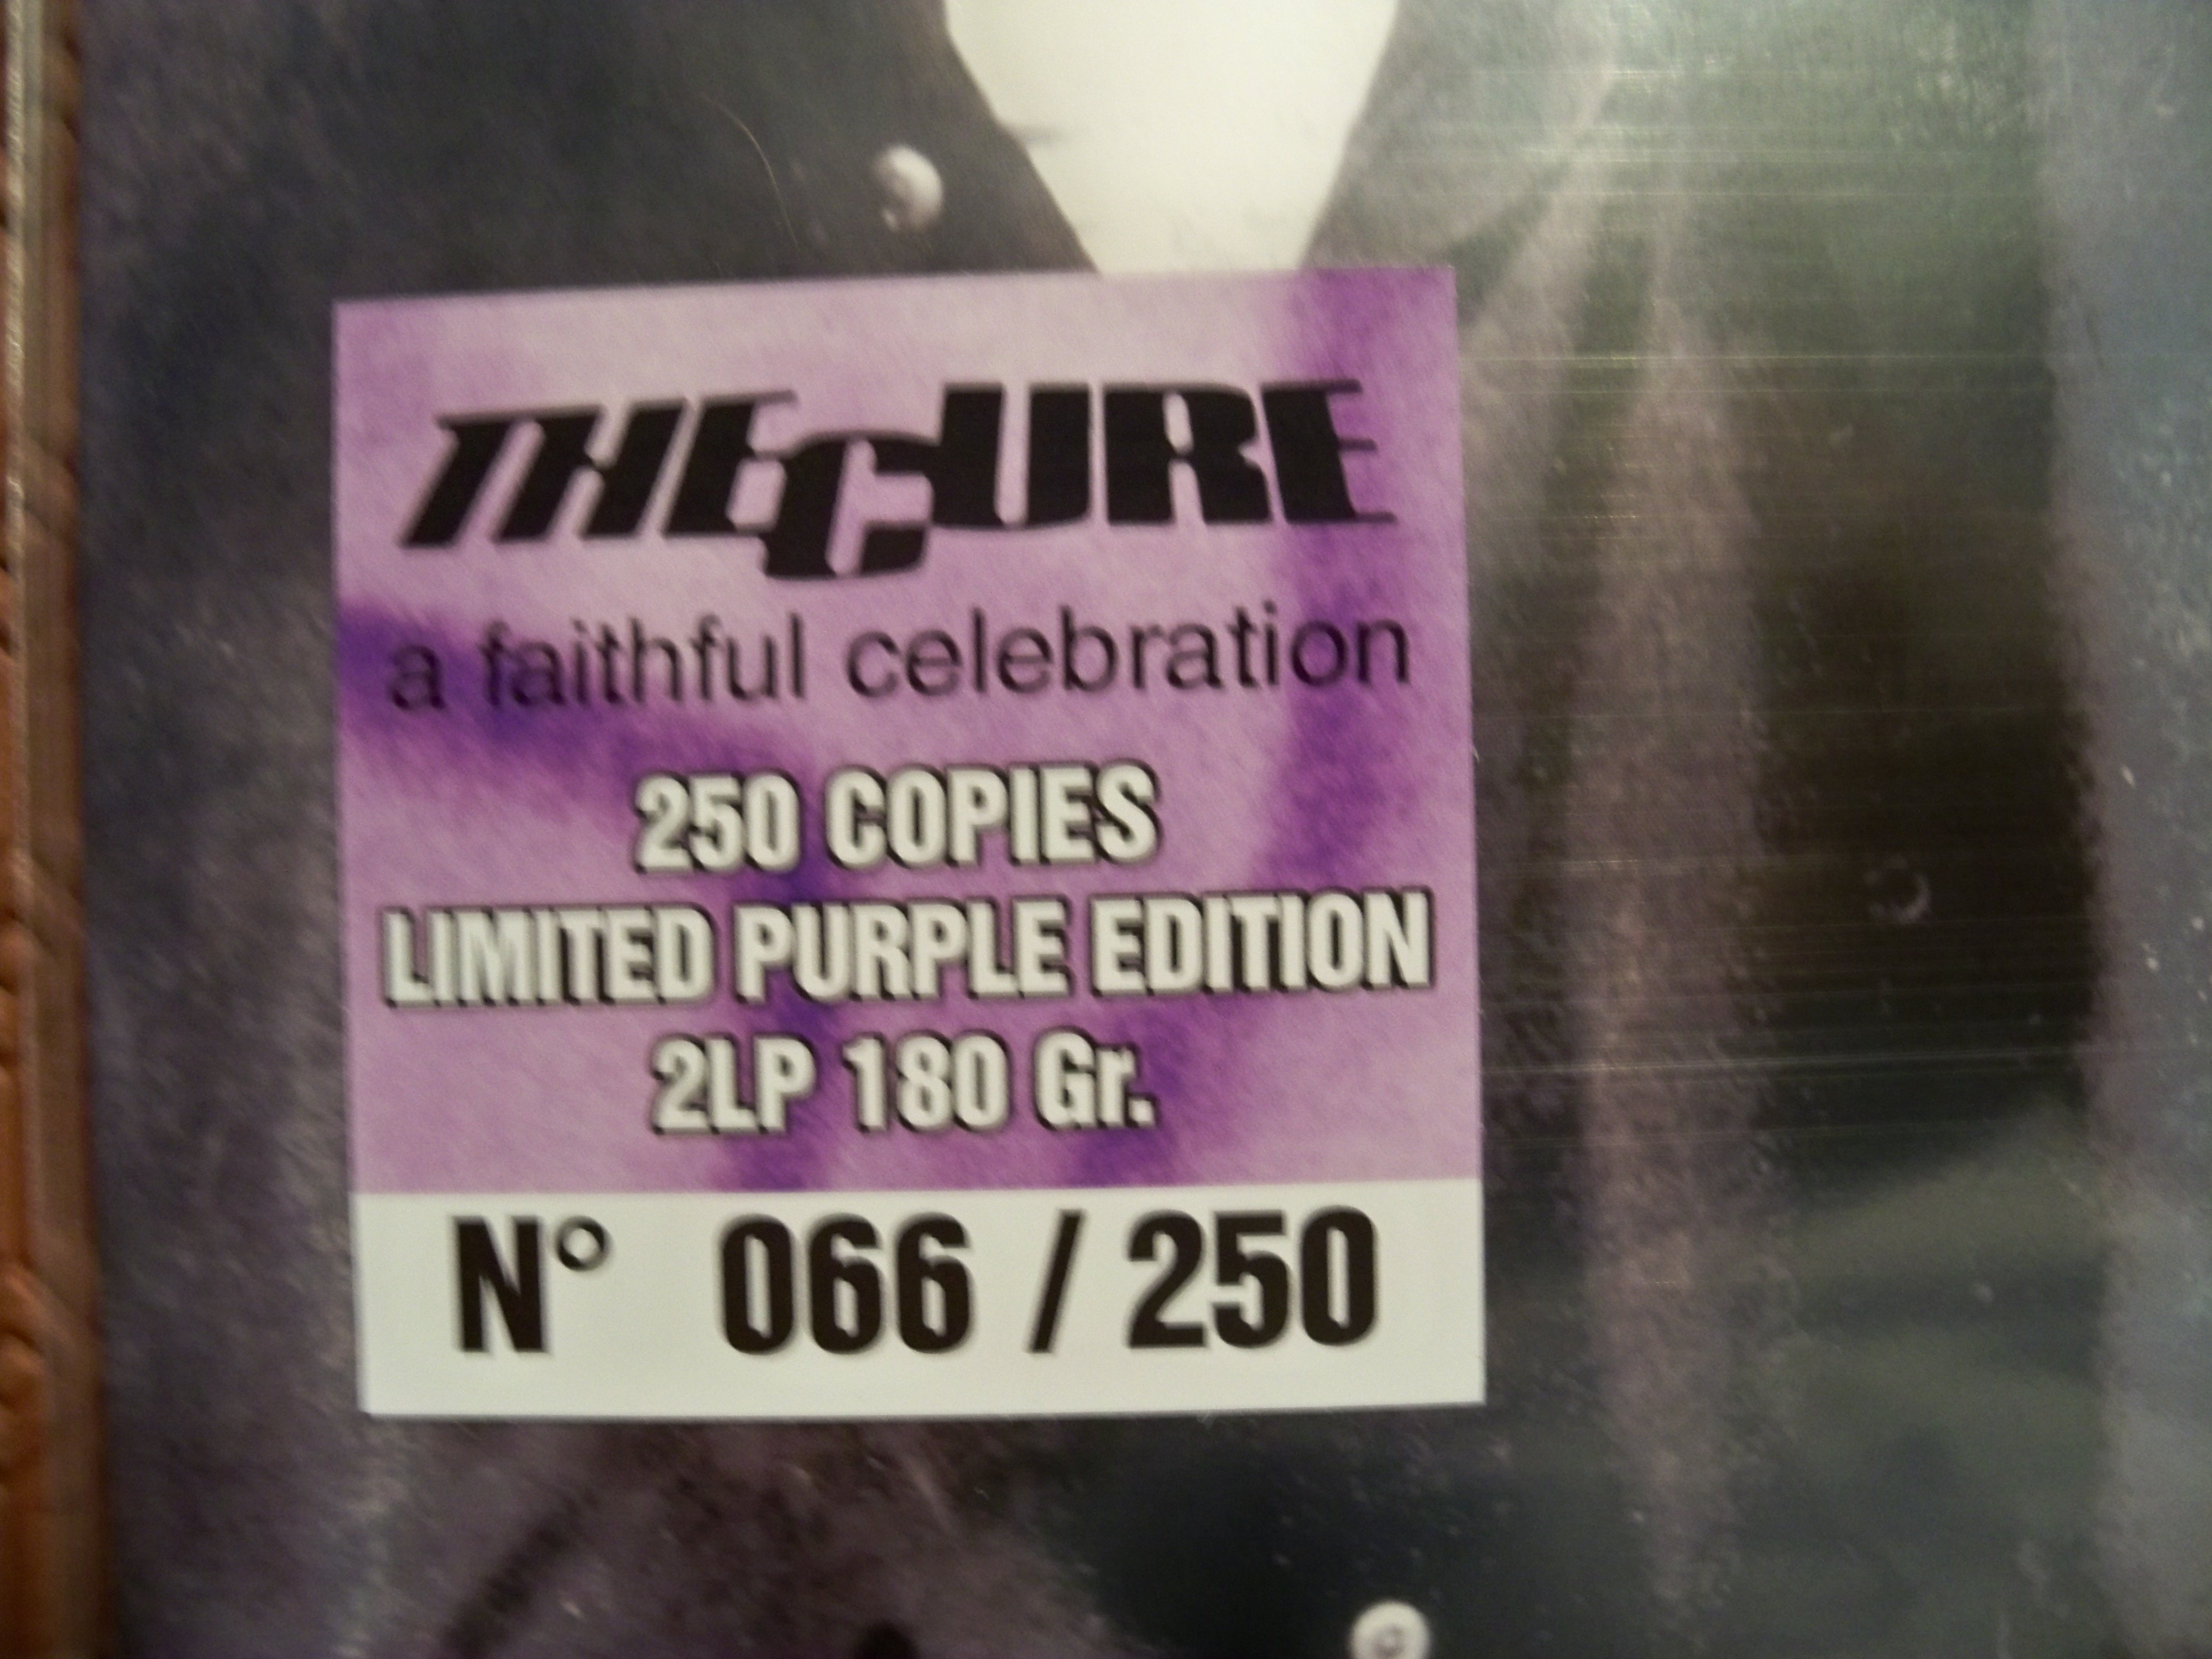 THE CURE
a faithful celebration
250 COPIES
LIMITED PURPLE EDITION
2LP 180 Gr.
N° 066 / 250